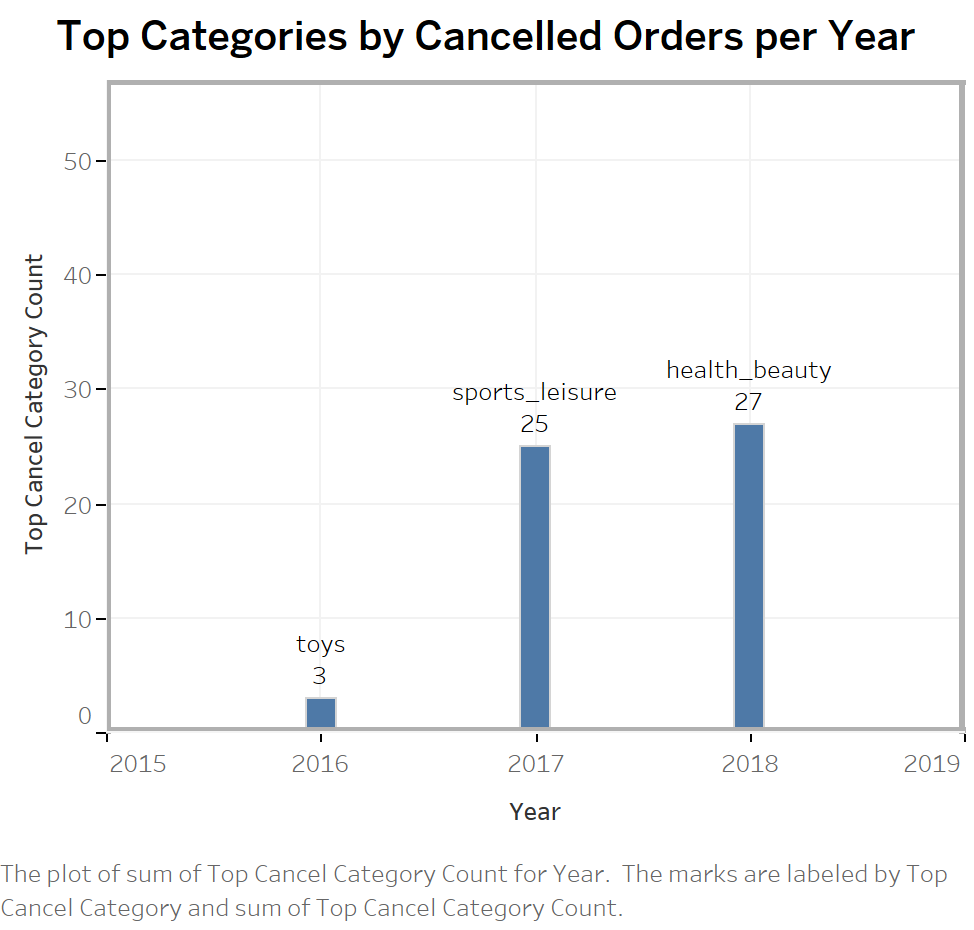 Top Categories by Cancelled Orders per Year
Top Cancel Category Count
50
40
30
20
10
0
health_beauty
27
sports_leisure
25
toys
3
2015 2016 2017 2018 2019
Year
The plot of sum of Top Cancel Category Count for Year.  The marks are labeled by Top
Cancel Category and sum of Top Cancel Category Count.